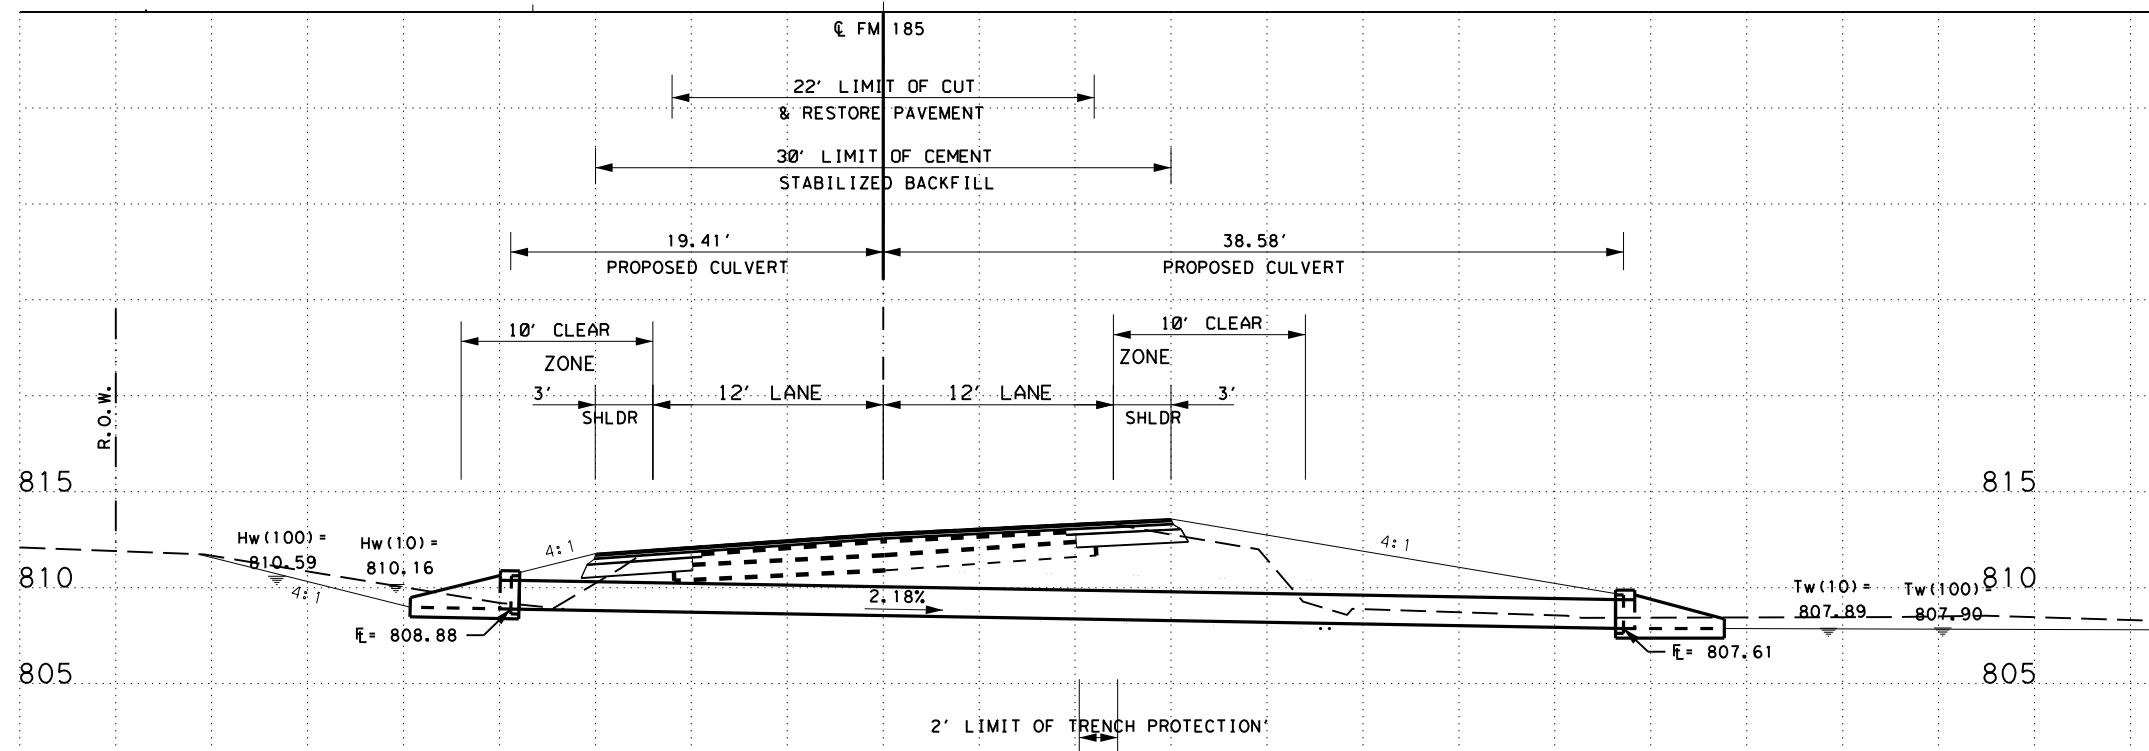 ℄ FM 185
22' LIMIT OF CUT
& RESTORE PAVEMENT
30' LIMIT OF CEMENT
STABILIZED BACKFILL
19.41'
PROPOSED CULVERT
38.58'
PROPOSED CULVERT
10' CLEAR
ZONE
10' CLEAR
ZONE
3'
SHLDR
12' LANE
12' LANE
SHLDR
3'
R.O.W.
815
815
Hw(100)=
810.59
Hw(10)=
810.16
4:1
4:1
4:1
810
810
2.18%
Tw(10)=
807.89
Tw(100)=
807.90
FL= 808.88
FL= 807.61
805
805
2' LIMIT OF TRENCH PROTECTION'